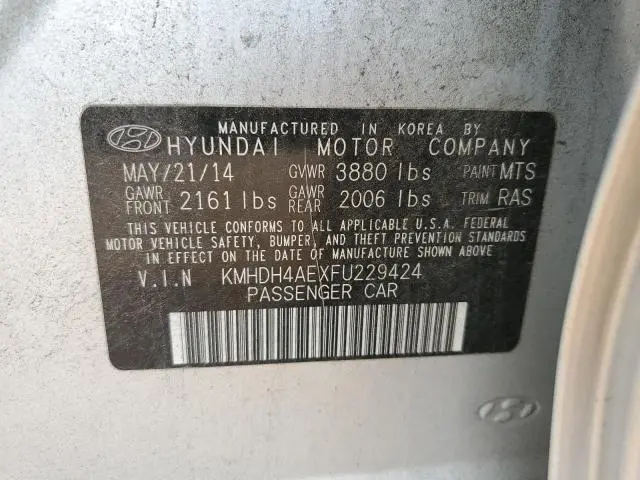 MANUFACTURED IN KOREA BY
HYUNDAI MOTOR COMPANY
MAY/21/14 GVWR 3880 lbs PAINT MTS
GAWR FRONT 2161 lbs GAWR REAR 2006 lbs TRIM RAS
THIS VEHICLE CONFORMS TO ALL APPLICABLE U.S.A. FEDERAL
MOTOR VEHICLE SAFETY, BUMPER, AND THEFT PREVENTION STANDARDS
IN EFFECT ON THE DATE OF MANUFACTURE SHOWN ABOVE
V.I.N KMHDH4AEXFU229424
PASSENGER CAR